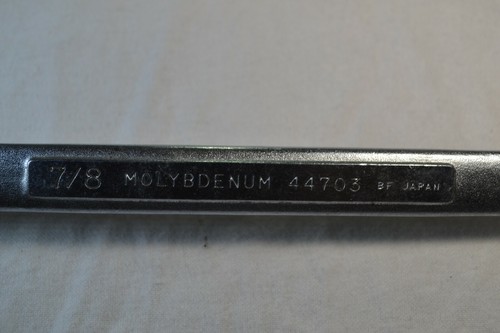 7/8 MOLYBDENUM 44703 BF JAPAN